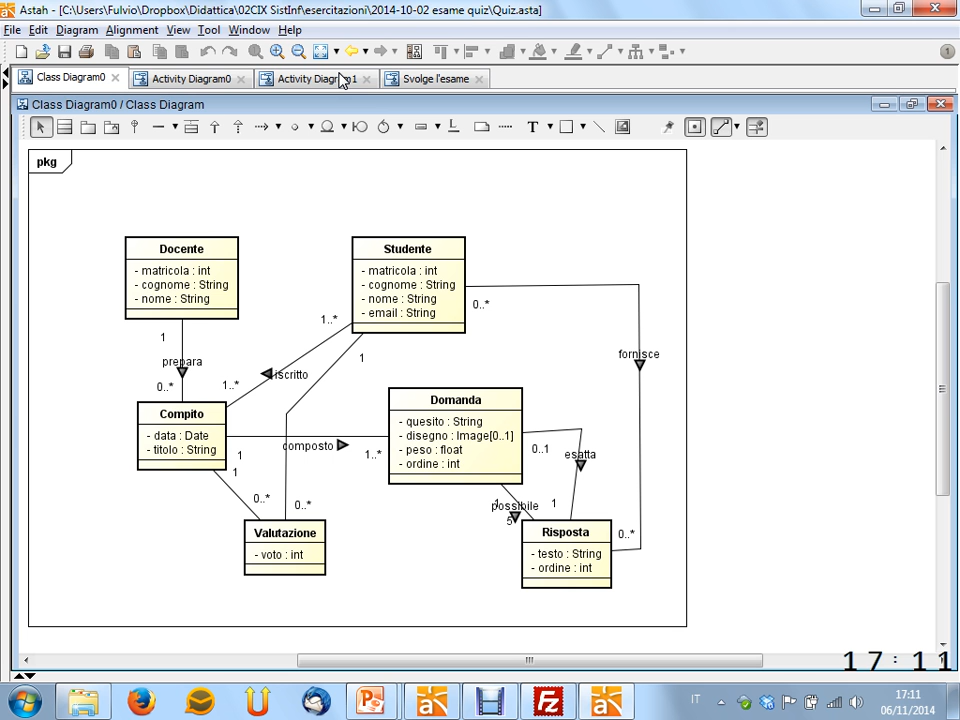 Astah - [C:\Users\Fulvio\Dropbox\Didattica\02CIX SistInf\esercitazioni\2014-10-02 esame quiz\Quiz.asta]
File Edit Diagram Alignment View Tool Window Help
1
Class Diagram0 Activity Diagram0 Activity Diagram1 Svolge l'esame
Class Diagram0 / Class Diagram
T
pkg
Docente
- matricola : int
- cognome : String
- nome : String
Studente
- matricola : int
- cognome : String
- nome : String
- email : String
0..*
1..*
1
prepara
0..*
1
iscritto
1..*
fornisce
Compito
- data : Date
- titolo : String
Domanda
- quesito : String
- disegno : Image[0..1]
- peso : float
- ordine : int
composto
1
1..*
1
0..1
esatta
0..*
0..*
1
possibile
5
1
Valutazione
- voto : int
Risposta
- testo : String
- ordine : int
0..*
17:11
IT
17:11
06/11/2014